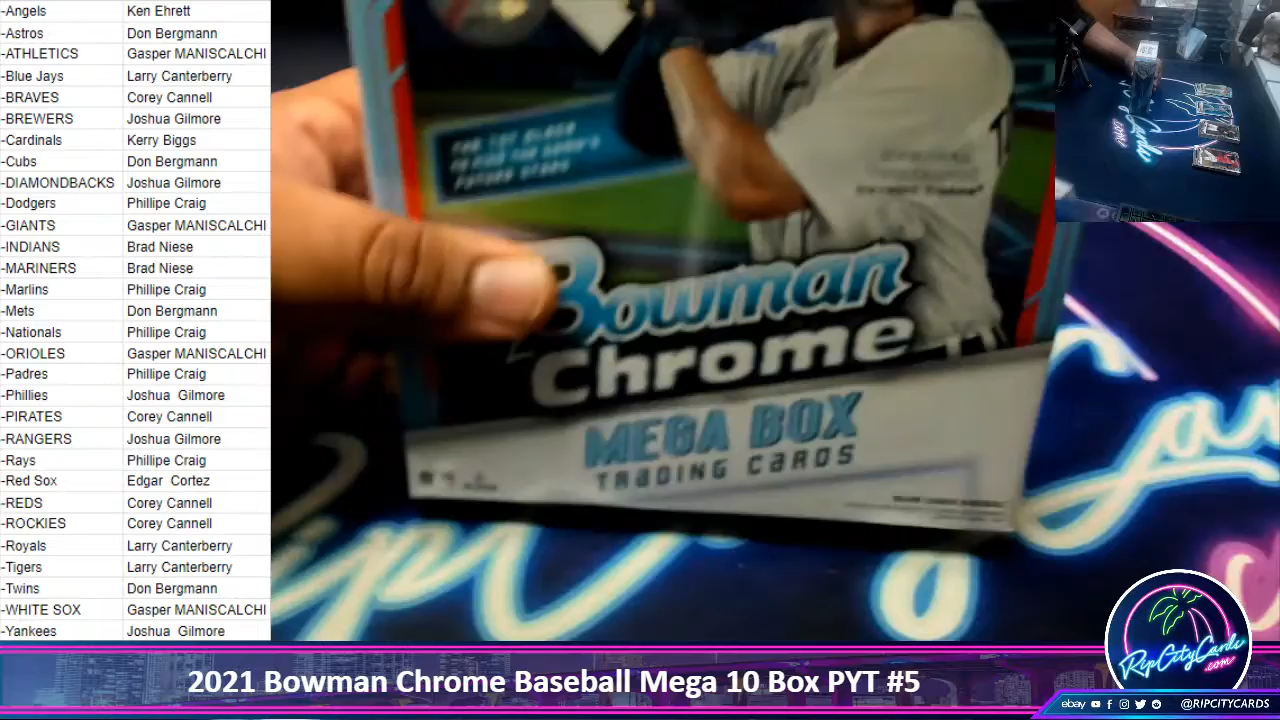 -Angels Ken Ehrett
-Astros Don Bergmann
-ATHLETICS Gasper MANISCALCHI
-Blue Jays Larry Canterberry
-BRAVES Corey Cannell
-BREWERS Joshua Gilmore
-Cardinals Kerry Biggs
-Cubs Don Bergmann
-DIAMONDBACKS Joshua Gilmore
-Dodgers Phillipe Craig
-GIANTS Gasper MANISCALCHI
-INDIANS Brad Niese
-MARINERS Brad Niese
-Marlins Phillipe Craig
-Mets Don Bergmann
-Nationals Phillipe Craig
-ORIOLES Gasper MANISCALCHI
-Padres Phillipe Craig
-Phillies Joshua Gilmore
-PIRATES Corey Cannell
-RANGERS Joshua Gilmore
-Rays Phillipe Craig
-Red Sox Edgar Cortez
-REDS Corey Cannell
-ROCKIES Corey Cannell
-Royals Larry Canterberry
-Tigers Larry Canterberry
-Twins Don Bergmann
-WHITE SOX Gasper MANISCALCHI
-Yankees Joshua Gilmore
Bowman
Chrome
MEGA BOX
TRADING CARDS
RipCityCards
.com
2021 Bowman Chrome Baseball Mega 10 Box PYT #5
ebay @RIPCITYCARDS